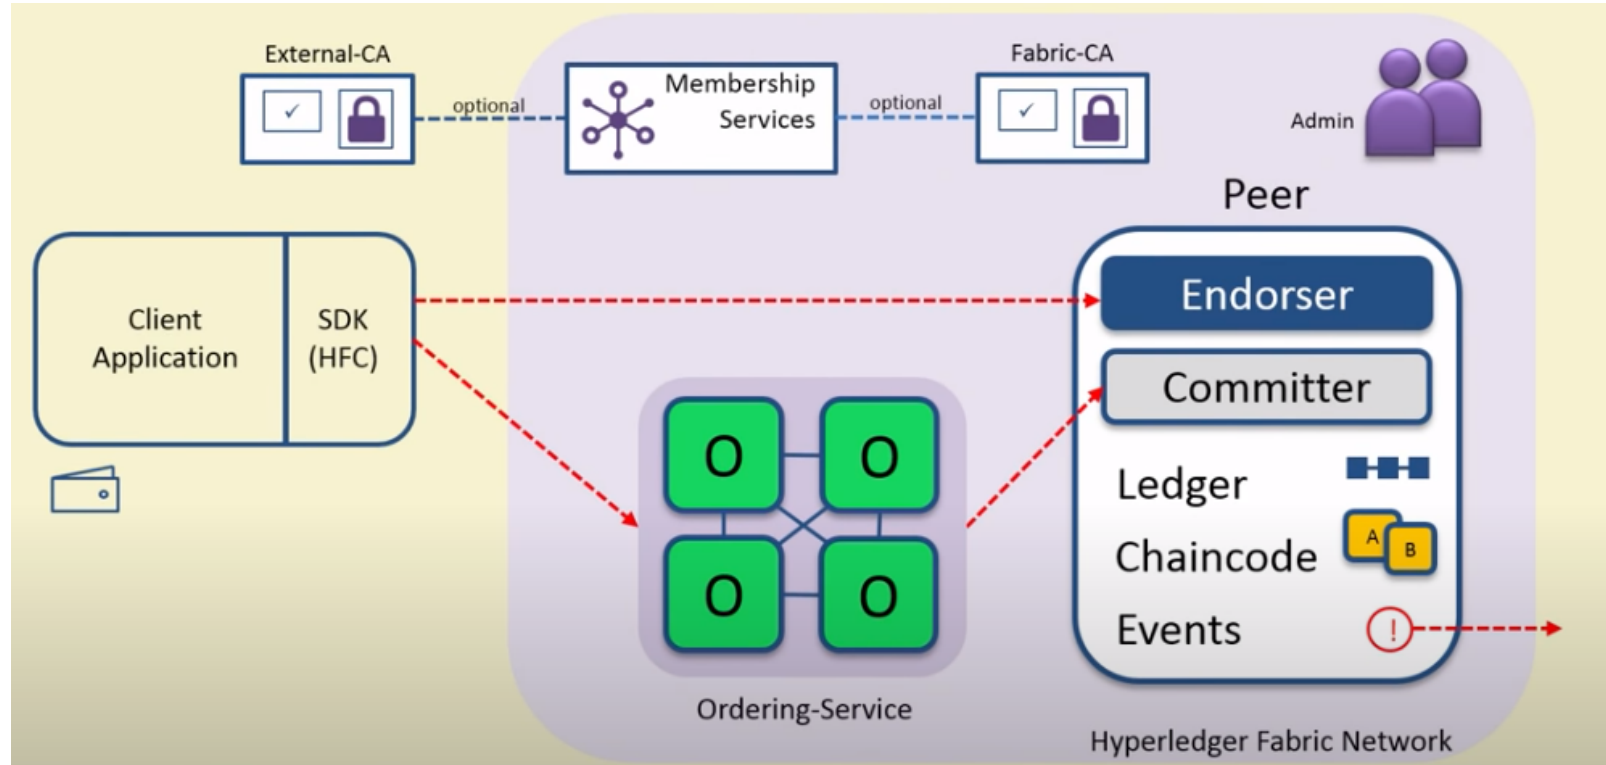 External-CA
optional
Membership
Services
optional
Fabric-CA
Admin
Peer
Client
Application
SDK
(HFC)
Endorser
Committer
Ledger
Chaincode
A
B
Events
!
O
O
O
O
Ordering-Service
Hyperledger Fabric Network